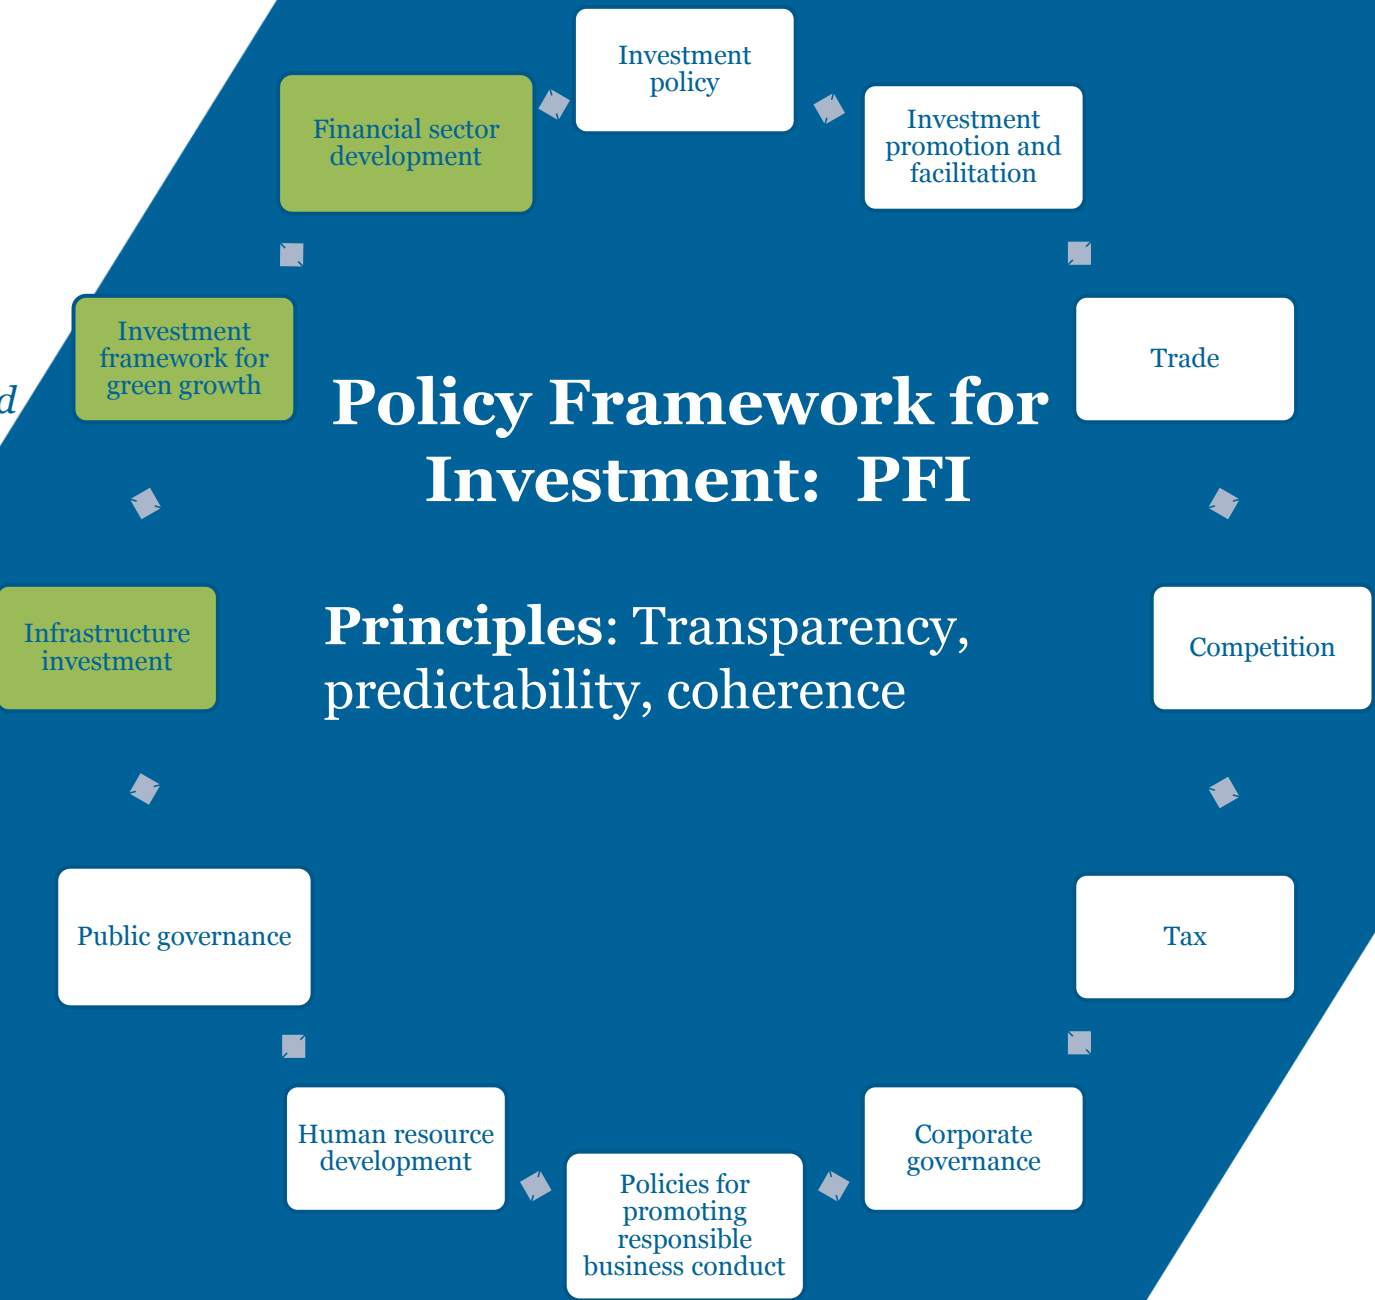 Investment
policy
Investment
promotion and
facilitation
Trade
Competition
Tax
Corporate
governance
Policies for
promoting
responsible
business conduct
Human resource
development
Public governance
Infrastructure
investment
Investment
framework for
green growth
Financial sector
development
Policy Framework for
Investment: PFI
Principles: Transparency,
predictability, coherence